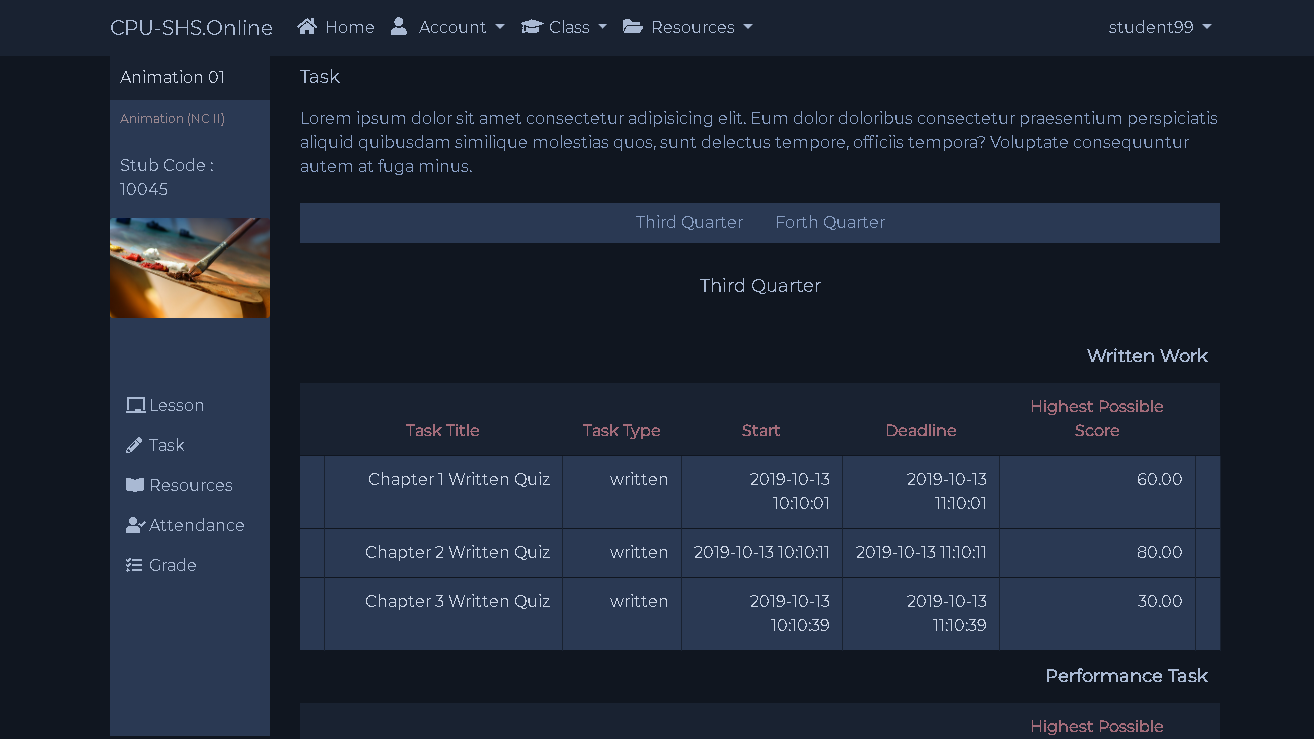 CPU-SHS.Online Home Account Class Resources student99
Animation 01
Animation (NC II)
Stub Code :
10045
Lesson
Task
Resources
Attendance
Grade
Task
Lorem ipsum dolor sit amet consectetur adipisicing elit. Eum dolor doloribus consectetur praesentium perspiciatis
aliquid quibusdam similique molestias quos, sunt delectus tempore, officiis tempora? Voluptate consequuntur
autem at fuga minus.
Third Quarter Forth Quarter
Third Quarter
Written Work
Task Title Task Type Start Deadline Highest Possible
Score
Chapter 1 Written Quiz written 2019-10-13 2019-10-13 60.00
10:10:01 11:10:01
Chapter 2 Written Quiz written 2019-10-13 10:10:11 2019-10-13 11:10:11 80.00
Chapter 3 Written Quiz written 2019-10-13 2019-10-13 30.00
10:10:39 11:10:39
Performance Task
Highest Possible